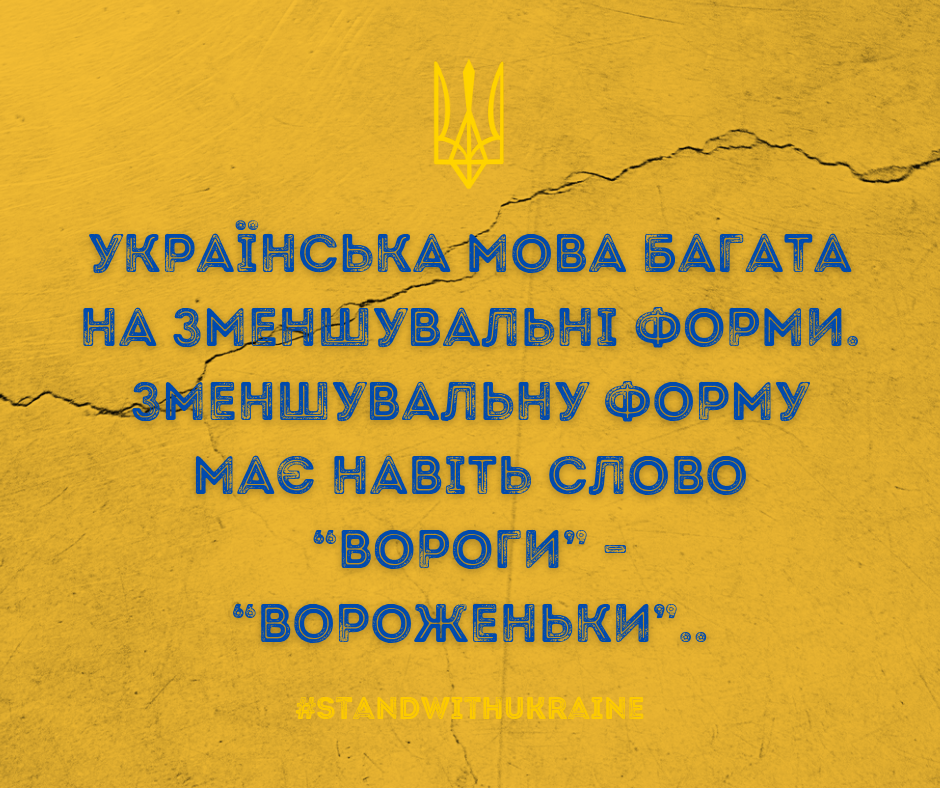 УКРАЇНСЬКА МОВА БАГАТА
НА ЗМЕНШУВАЛЬНІ ФОРМИ.
ЗМЕНШУВАЛЬНУ ФОРМУ
МАЄ НАВІТЬ СЛОВО
“ВОРОГИ” –
“ВОРОЖЕНЬКИ”..
#STANDWITHUKRAINE